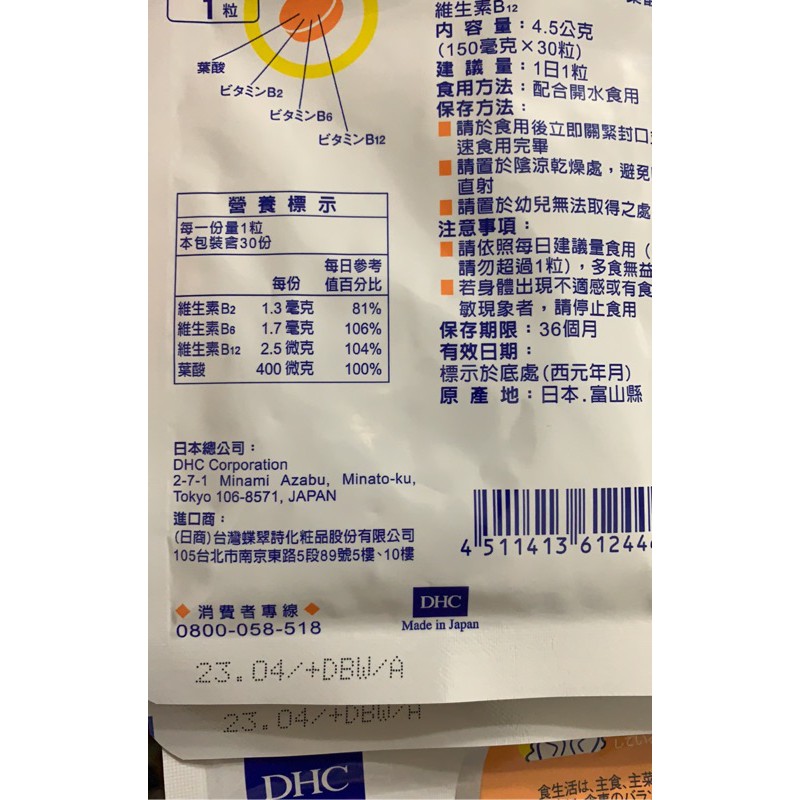 1粒
葉酸
ビタミンB2
ビタミンB6
ビタミンB12
營養標示
每一份量1粒
本包裝含30份
每份 每日參考值百分比
維生素B2 1.3 毫克 81%
維生素B6 1.7 毫克 106%
維生素B12 2.5 微克 104%
葉酸 400 微克 100%
日本總公司：
DHC Corporation
2-7-1 Minami Azabu, Minato-ku,
Tokyo 106-8571, JAPAN
進口商：
(日商)台灣蝶翠詩化粧品股份有限公司
105台北市南京東路5段89號5樓、10樓
◆ 消費者專線 ◆
0800-058-518
維生素B12
內容量：4.5公克
(150毫克×30粒)
建議量：1日1粒
食用方法：配合開水食用
保存方法：
■請於食用後立即關緊封口
速食用完畢
■請置於陰涼乾燥處，避免
直射
■請置於幼兒無法取得之處
注意事項：
■請依照每日建議量食用（
請勿超過1粒），多食無益
■若身體出現不適感或有食
敏現象者，請停止食用
保存期限：36個月
有效日期：
標示於底處(西元年月)
原產地：日本.富山縣
4 511413 61244
DHC
Made in Japan
23.04/+DBW/A
23.04/+DBW/A
DHC
食生活は、主食、主菜